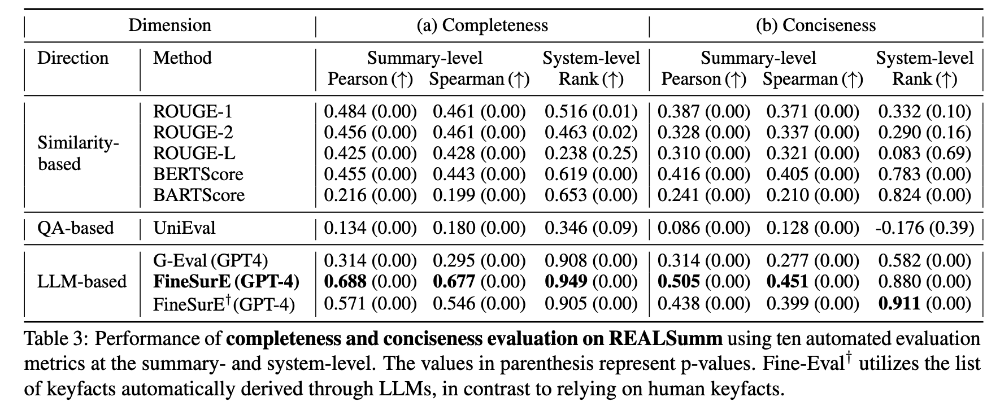 Dimension (a) Completeness (b) Conciseness
Direction Method Summary-level System-level Summary-level System-level
Pearson (↑) Spearman (↑) Rank (↑) Pearson (↑) Spearman (↑) Rank (↑)
Similarity-based
ROUGE-1 0.484 (0.00) 0.461 (0.00) 0.516 (0.01) 0.387 (0.00) 0.371 (0.00) 0.332 (0.10)
ROUGE-2 0.456 (0.00) 0.461 (0.00) 0.463 (0.02) 0.328 (0.00) 0.337 (0.00) 0.290 (0.16)
ROUGE-L 0.425 (0.00) 0.428 (0.00) 0.238 (0.25) 0.310 (0.00) 0.321 (0.00) 0.083 (0.69)
BERTScore 0.455 (0.00) 0.443 (0.00) 0.619 (0.00) 0.416 (0.00) 0.405 (0.00) 0.783 (0.00)
BARTScore 0.216 (0.00) 0.199 (0.00) 0.653 (0.00) 0.241 (0.00) 0.210 (0.00) 0.824 (0.00)
QA-based UniEval 0.134 (0.00) 0.180 (0.00) 0.346 (0.09) 0.086 (0.00) 0.128 (0.00) -0.176 (0.39)
LLM-based
G-Eval (GPT4) 0.314 (0.00) 0.295 (0.00) 0.908 (0.00) 0.314 (0.00) 0.277 (0.00) 0.582 (0.00)
FineSurE (GPT-4) 0.688 (0.00) 0.677 (0.00) 0.949 (0.00) 0.505 (0.00) 0.451 (0.00) 0.880 (0.00)
FineSurE† (GPT-4) 0.571 (0.00) 0.546 (0.00) 0.905 (0.00) 0.438 (0.00) 0.399 (0.00) 0.911 (0.00)
Table 3: Performance of completeness and conciseness evaluation on REALSumm using ten automated evaluation
metrics at the summary- and system-level. The values in parenthesis represent p-values. Fine-Eval† utilizes the list
of keyfacts automatically derived through LLMs, in contrast to relying on human keyfacts.